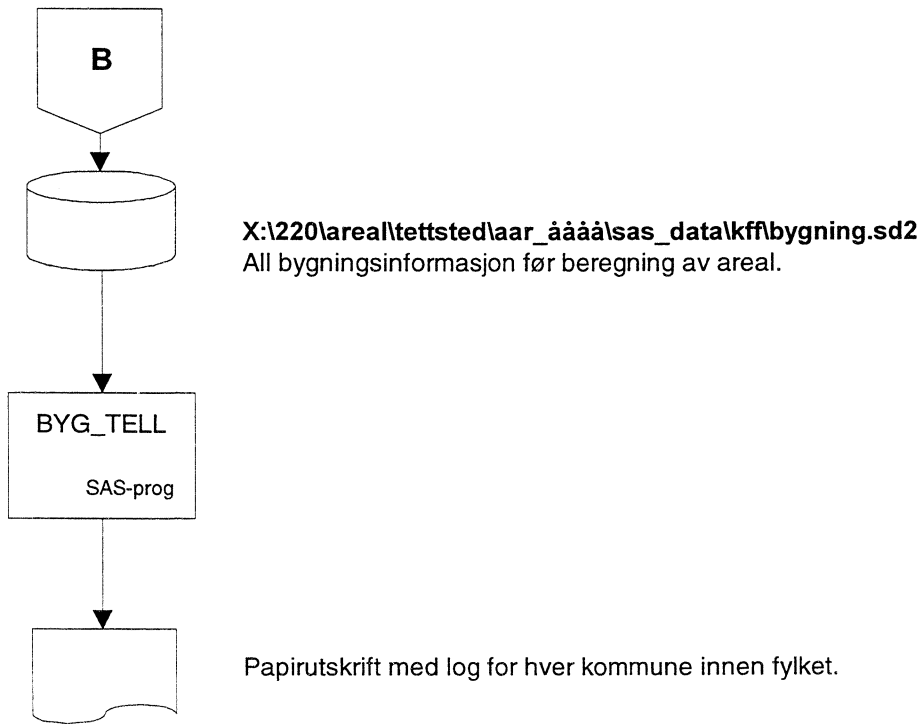 B
X:\220\areal\tettsted\aar_åååå\sas_data\kff\bygning.sd2
All bygningsinformasjon før beregning av areal.
BYG_TELL
SAS-prog
Papirutskrift med log for hver kommune innen fylket.